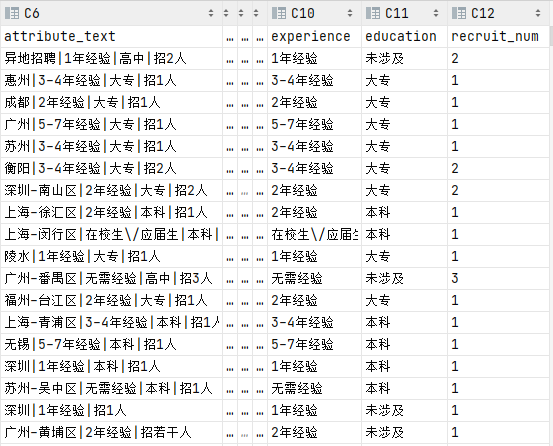 C6 C10 C11 C12
attribute_text … … … experience education recruit_num
异地招聘|1年经验|高中|招2人 … … … 1年经验 未涉及 2
惠州|3-4年经验|大专|招1人 … … … 3-4年经验 大专 1
成都|2年经验|大专|招1人 … … … 2年经验 大专 1
广州|5-7年经验|大专|招1人 … … … 5-7年经验 大专 1
苏州|3-4年经验|大专|招1人 … … … 3-4年经验 大专 1
衡阳|3-4年经验|大专|招2人 … … … 3-4年经验 大专 2
深圳-南山区|2年经验|大专|招2人 … … … 2年经验 大专 2
上海-徐汇区|2年经验|本科|招1人 … … … 2年经验 本科 1
上海-闵行区|在校生\/应届生|本科| … … … 在校生\/应届生 本科 1
陵水|1年经验|大专|招1人 … … … 1年经验 大专 1
广州-番禺区|无需经验|高中|招3人 … … … 无需经验 未涉及 3
福州-台江区|2年经验|大专|招1人 … … … 2年经验 大专 1
上海-青浦区|3-4年经验|本科|招1人 … … … 3-4年经验 本科 1
无锡|5-7年经验|本科|招1人 … … … 5-7年经验 本科 1
深圳|1年经验|本科|招1人 … … … 1年经验 本科 1
苏州-吴中区|无需经验|本科|招1人 … … … 无需经验 本科 1
深圳|1年经验|招1人 … … … 1年经验 未涉及 1
广州-黄埔区|2年经验|招若干人 … … … 2年经验 未涉及 1